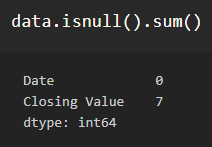 data.isnull().sum()
Date 0
Closing Value 7
dtype: int64